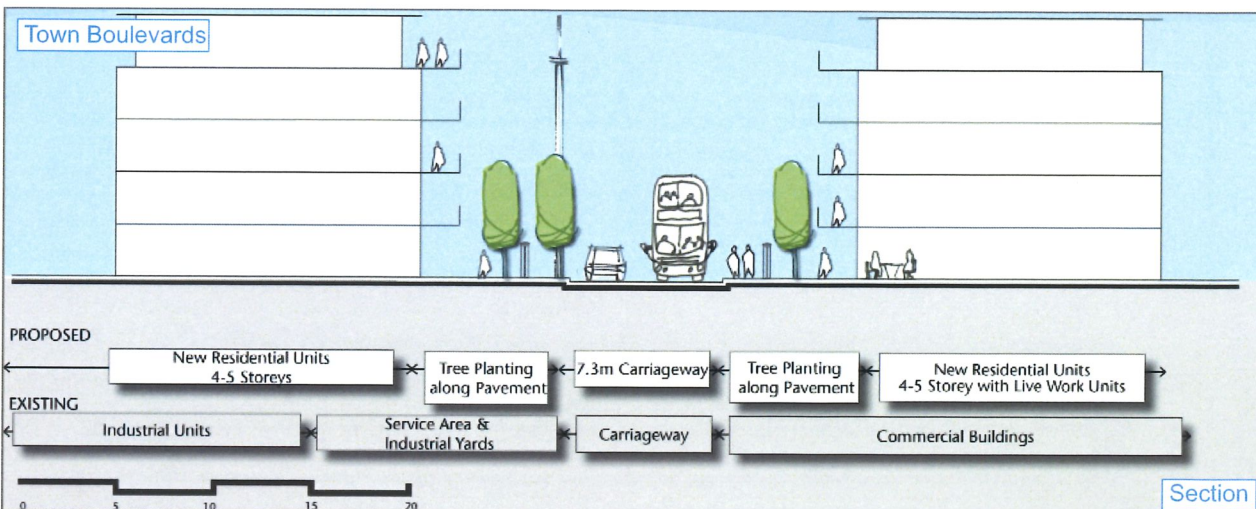 Town Boulevards
PROPOSED
New Residential Units
4-5 Storeys
Tree Planting
along Pavement
7.3m Carriageway
Tree Planting
along Pavement
New Residential Units
4-5 Storey with Live Work Units
EXISTING
Industrial Units
Service Area &
Industrial Yards
Carriageway
Commercial Buildings
0 5 10 15 20
Section